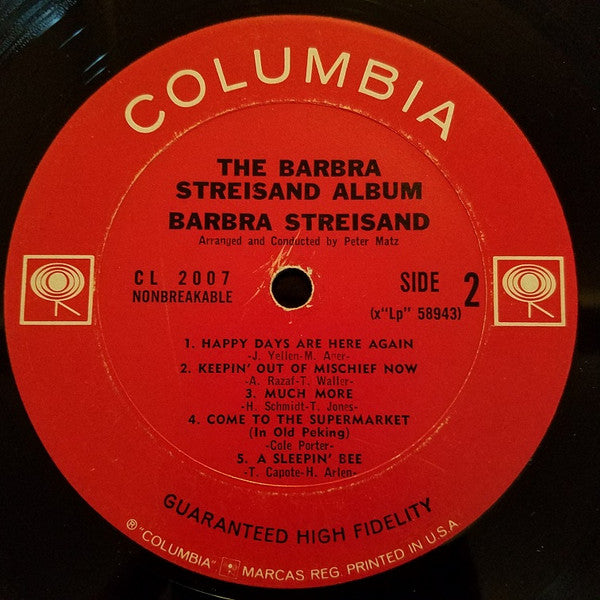 COLUMBIA
THE BARBRA
STREISAND ALBUM
BARBRA STREISAND
Arranged and Conducted by Peter Matz
CL 2007
NONBREAKABLE
SIDE 2
(x"Lp" 58943)
1. HAPPY DAYS ARE HERE AGAIN
-J. Yellen-M. Ager-
2. KEEPIN' OUT OF MISCHIEF NOW
-A. Razaf-T. Waller-
3. MUCH MORE
-H. Schmidt-T. Jones-
4. COME TO THE SUPERMARKET
(In Old Peking)
-Cole Porter-
5. A SLEEPIN' BEE
-T. Capote-H. Arlen-
GUARANTEED HIGH FIDELITY
® "COLUMBIA" MARCAS REG. PRINTED IN U.S.A.